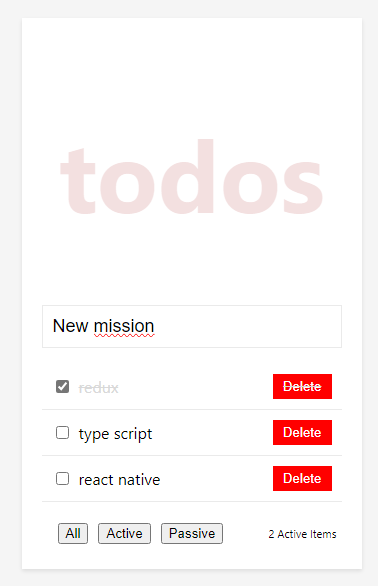 todos
New mission
redux Delete
type script Delete
react native Delete
All Active Passive 2 Active Items